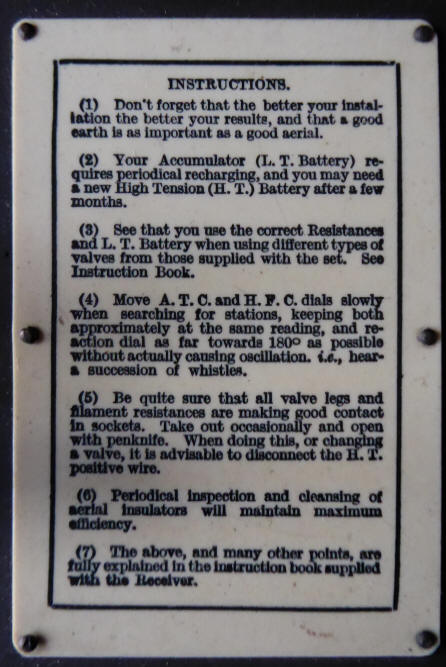 INSTRUCTIONS.
(1) Don't forget that the better your instal-
lation the better your results, and that a good
earth is as important as a good aerial.
(2) Your Accumulator (L. T. Battery) re-
quires periodical recharging, and you may need
a new High Tension (H. T.) Battery after a few
months.
(3) See that you use the correct Resistances
and L. T. Battery when using different types of
valves from those supplied with the set. See
Instruction Book.
(4) Move A. T. C. and H. F. C. dials slowly
when searching for stations, keeping both
approximately at the same reading, and re-
action dial as far towards 180° as possible
without actually causing oscillation. i.e., hear-
a succession of whistles.
(5) Be quite sure that all valve legs and
filament resistances are making good contact
in sockets. Take out occasionally and open
with penknife. When doing this, or changing
a valve, it is advisable to disconnect the H. T.
positive wire.
(6) Periodical inspection and cleansing of
aerial insulators will maintain maximum
efficiency.
(7) The above, and many other points, are
fully explained in the instruction book supplied
with the Receiver.